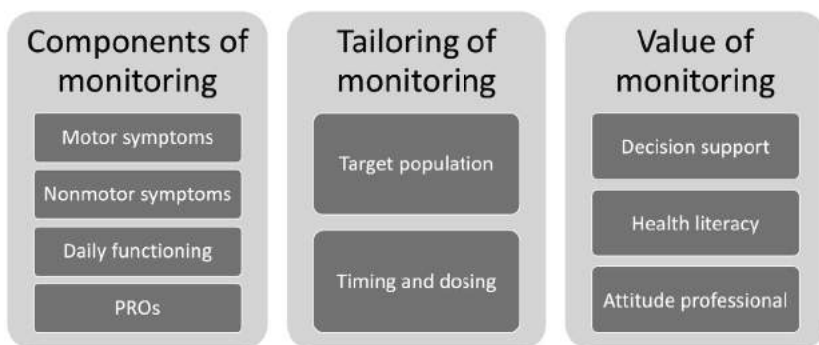 Components of
monitoring
Motor symptoms
Nonmotor symptoms
Daily functioning
PROs
Tailoring of
monitoring
Target population
Timing and dosing
Value of
monitoring
Decision support
Health literacy
Attitude professional